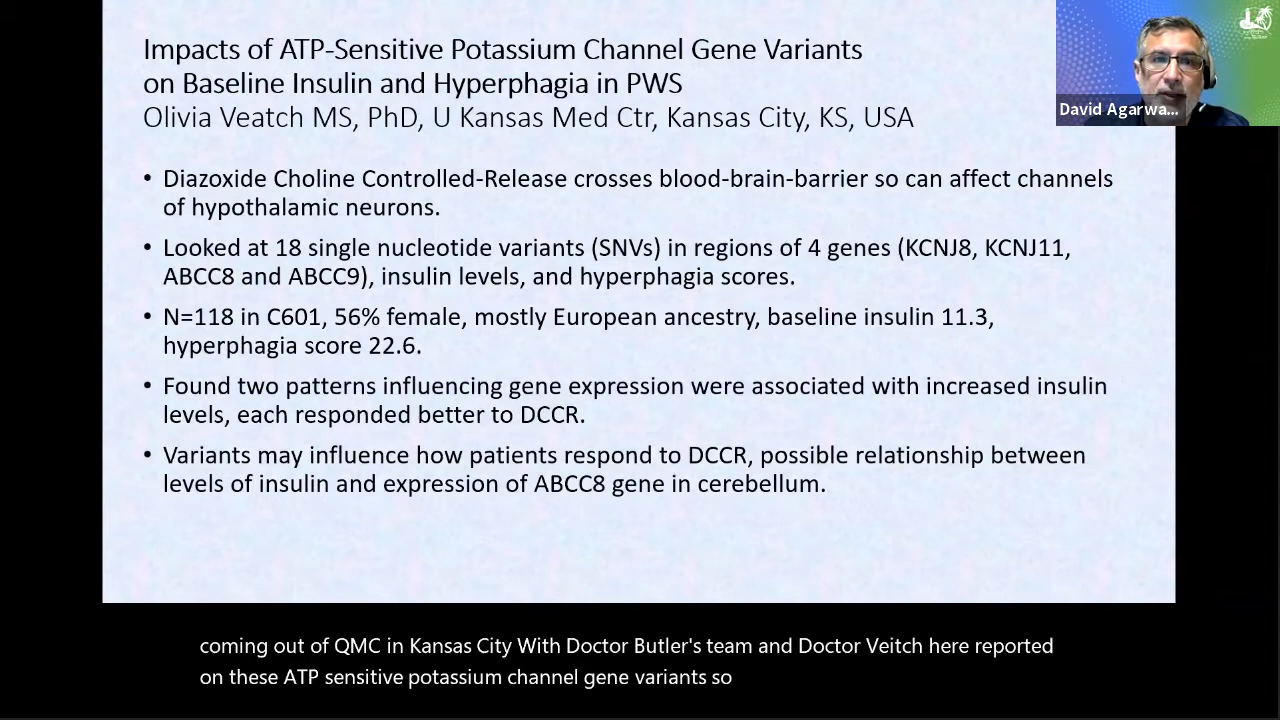 Impacts of ATP-Sensitive Potassium Channel Gene Variants
on Baseline Insulin and Hyperphagia in PWS
Olivia Veatch MS, PhD, U Kansas Med Ctr, Kansas City, KS, USA
David Agarwa...
• Diazoxide Choline Controlled-Release crosses blood-brain-barrier so can affect channels
of hypothalamic neurons.
• Looked at 18 single nucleotide variants (SNVs) in regions of 4 genes (KCNJ8, KCNJ11,
ABCC8 and ABCC9), insulin levels, and hyperphagia scores.
• N=118 in C601, 56% female, mostly European ancestry, baseline insulin 11.3,
hyperphagia score 22.6.
• Found two patterns influencing gene expression were associated with increased insulin
levels, each responded better to DCCR.
• Variants may influence how patients respond to DCCR, possible relationship between
levels of insulin and expression of ABCC8 gene in cerebellum.
coming out of QMC in Kansas City With Doctor Butler's team and Doctor Veitch here reported
on these ATP sensitive potassium channel gene variants so